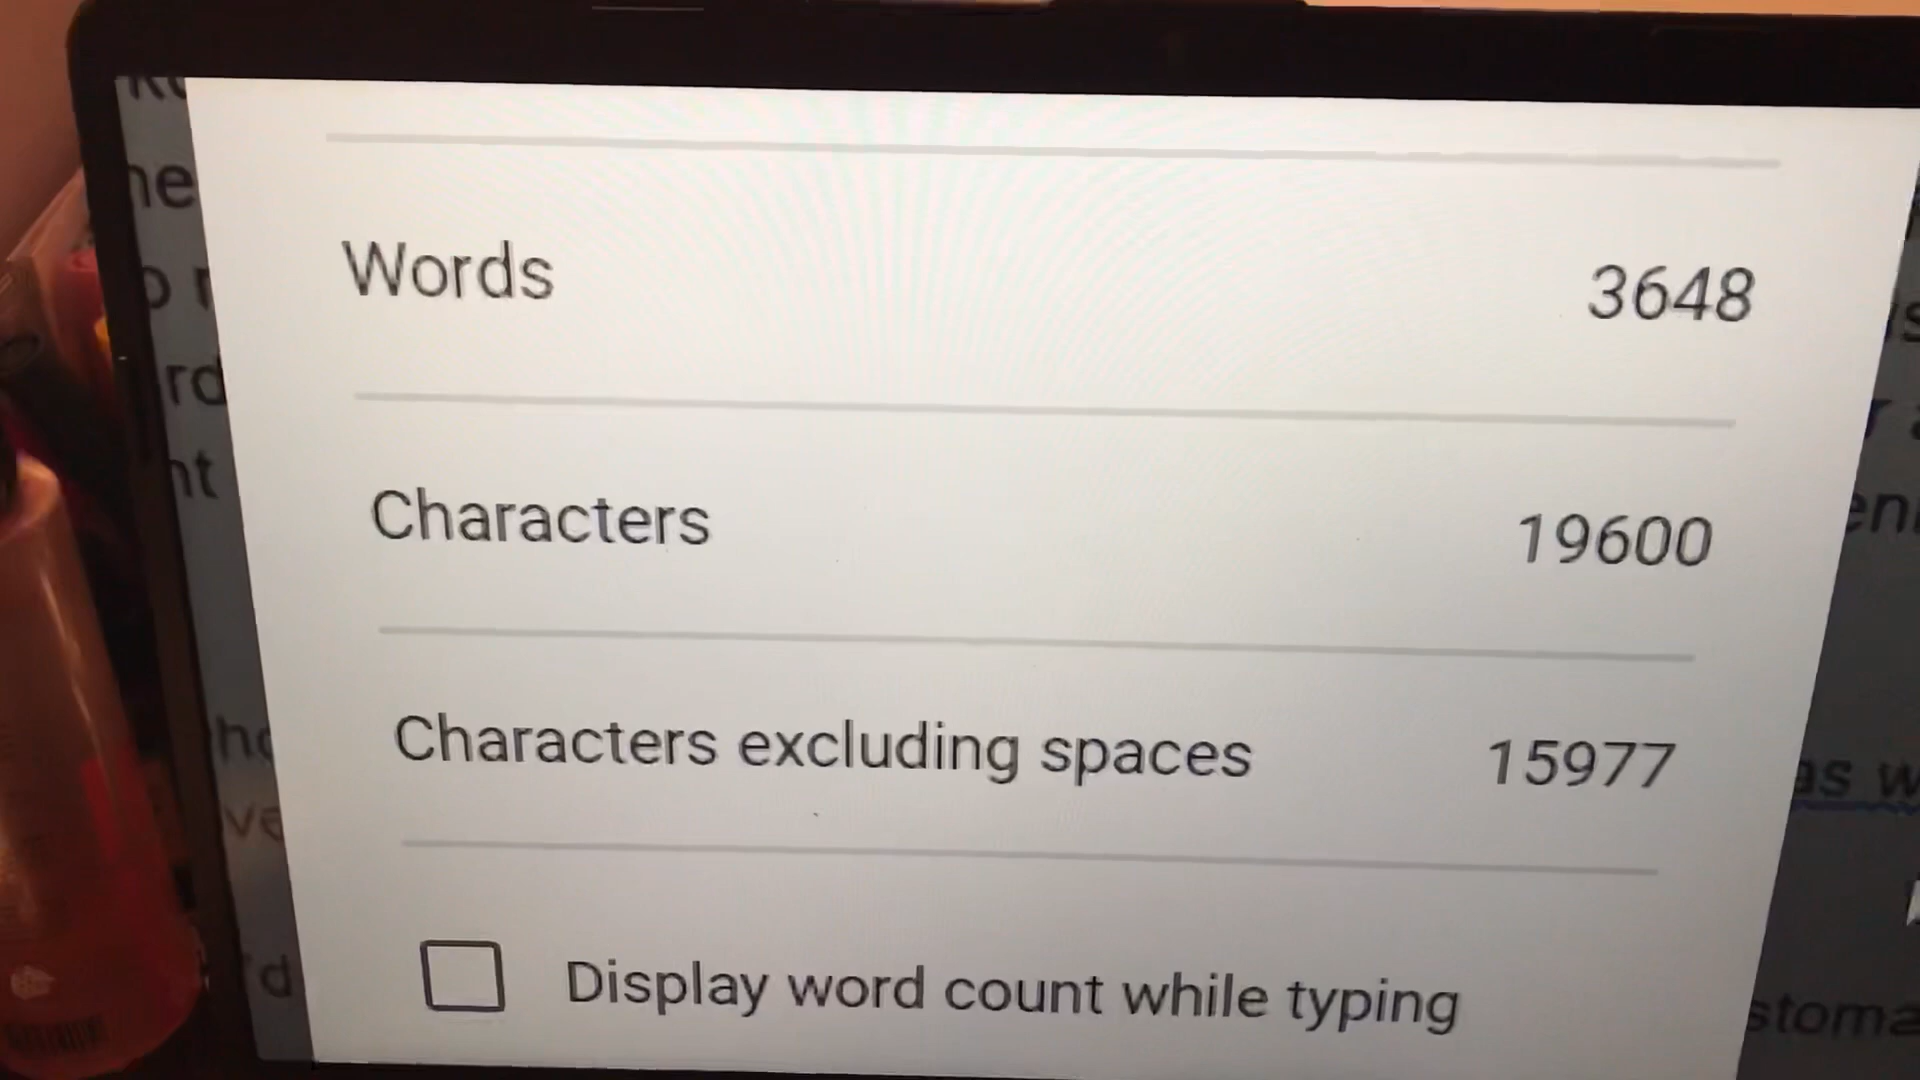 Words 3648
Characters 19600
Characters excluding spaces 15977
Display word count while typing